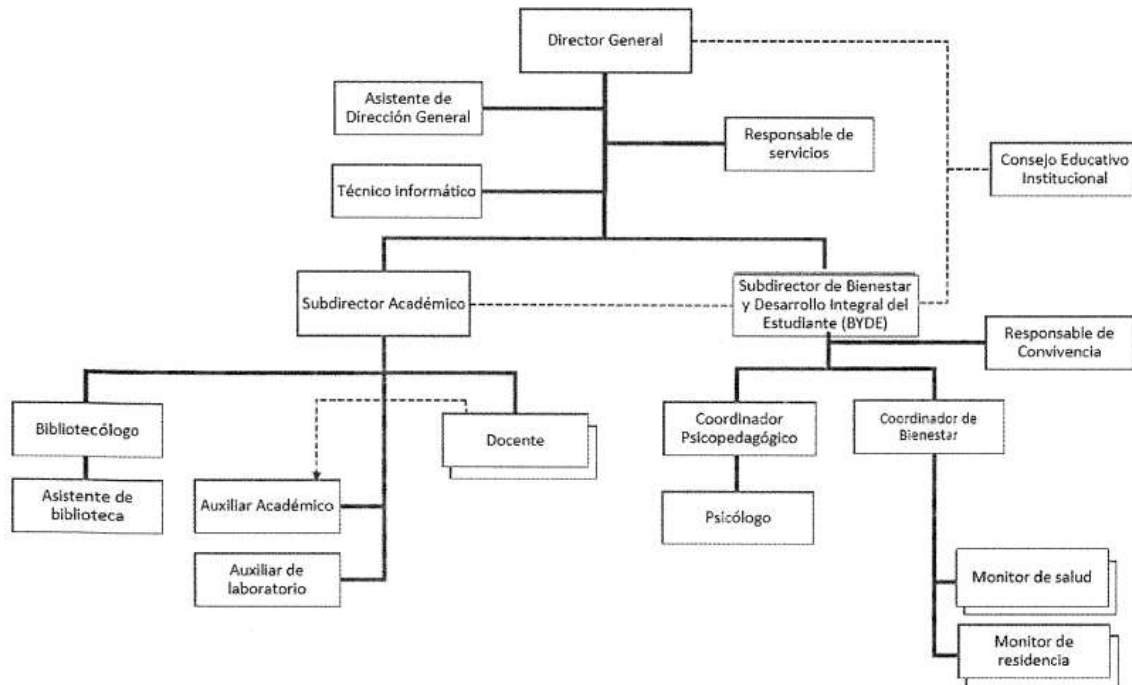 Director General
Asistente de
Dirección General
Responsable de
servicios
Consejo Educativo
Institucional
Técnico informático
Subdirector Académico
Subdirector de Bienestar
y Desarrollo Integral del
Estudiante (BYDE)
Responsable de
Convivencia
Bibliotecólogo
Docente
Coordinador
Psicopedagógico
Coordinador de
Bienestar
Asistente de
biblioteca
Auxiliar Académico
Psicólogo
Auxiliar de
laboratorio
Monitor de salud
Monitor de
residencia